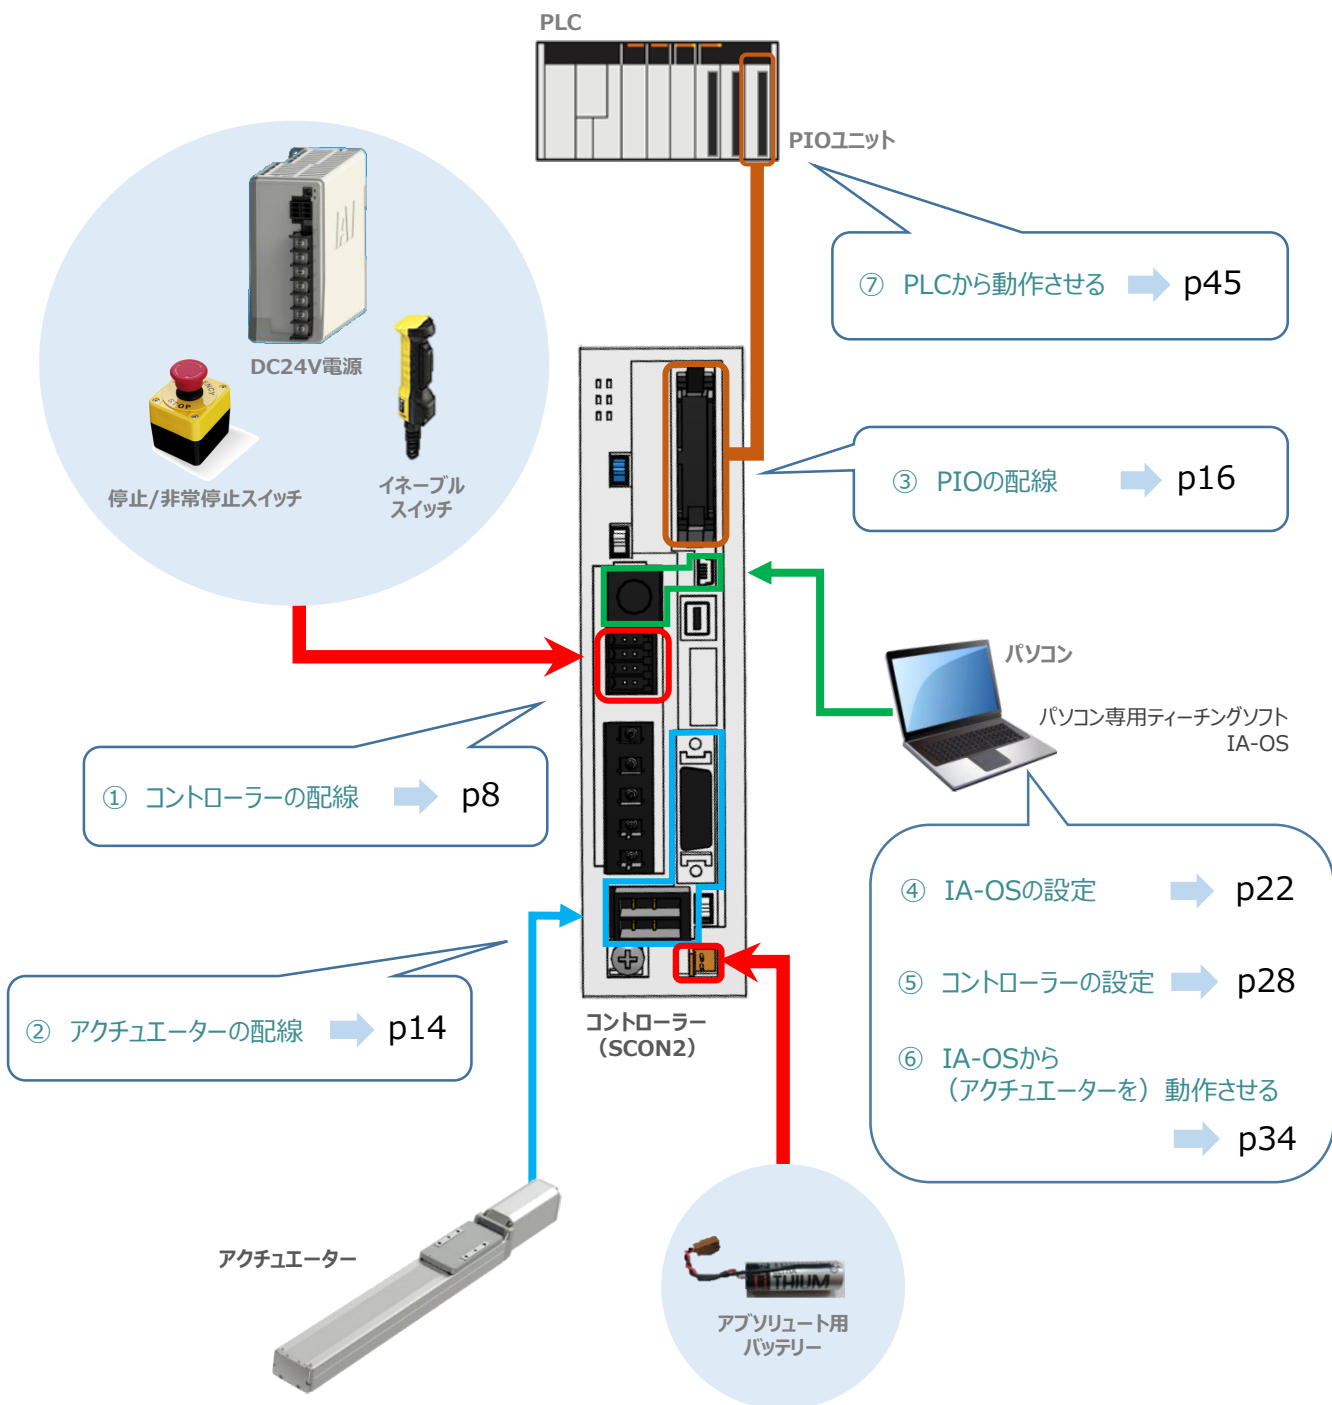 PLC
PIOユニット
⑦ PLCから動作させる p45
DC24V電源
STOP
停止/非常停止スイッチ
イネーブル
スイッチ
③ PIOの配線 p16
パソコン
パソコン専用ティーチングソフト
IA-OS
① コントローラーの配線 p8
④ IA-OSの設定 p22
⑤ コントローラーの設定 p28
⑥ IA-OSから
（アクチュエーターを）動作させる
p34
② アクチュエーターの配線 p14
コントローラー
（SCON2）
アクチュエーター
THIUM
アブソリュート用
バッテリー